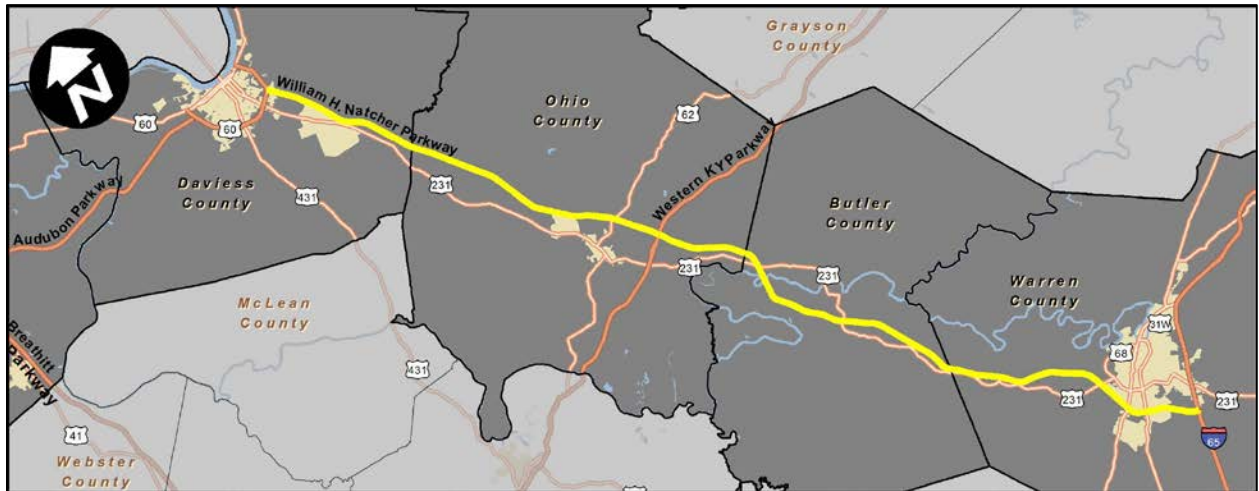 N
Grayson
County
William H. Natcher Parkway
Ohio
County
62
60
60
Western KY Parkway
Daviess
County
231
Butler
County
Audubon Parkway
431
231
231
Warren
County
McLean
County
31W
68
Breathitt
Parkway
431
231
231
41
65
Webster
County